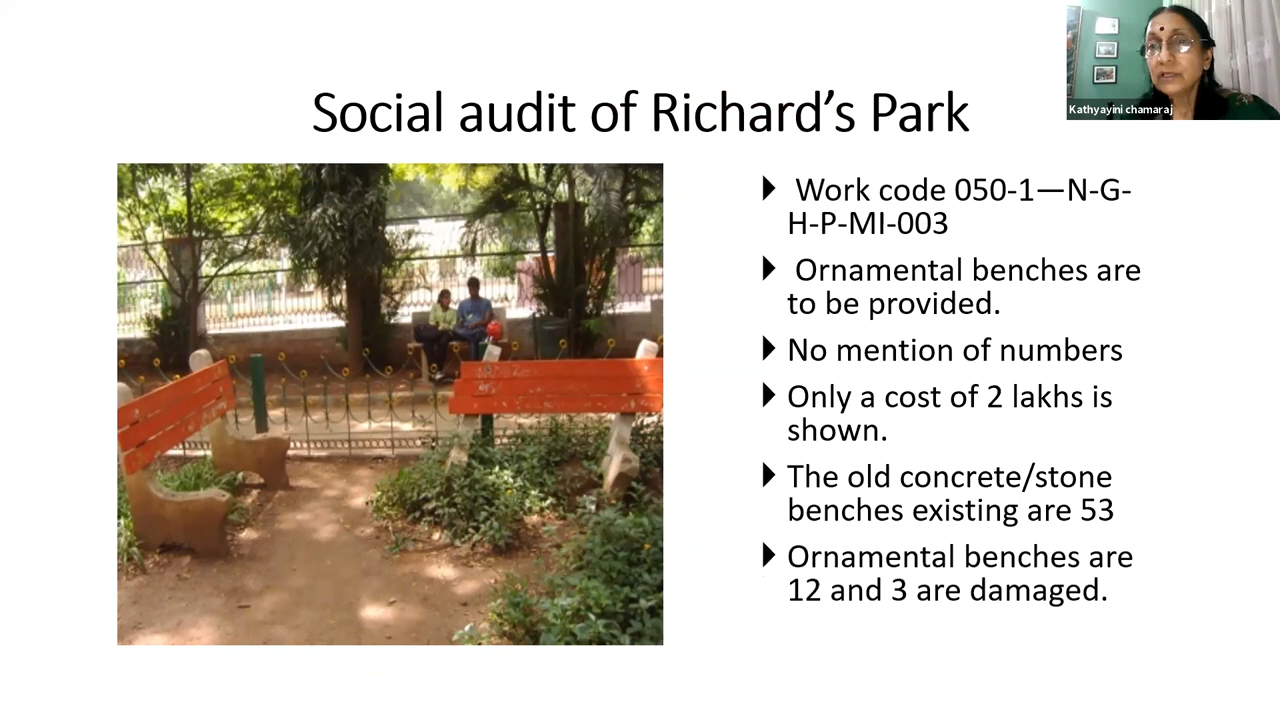 Kathyayini chamaraj
Social audit of Richard's Park
Work code 050-1—N-G-
H-P-MI-003
Ornamental benches are
to be provided.
No mention of numbers
Only a cost of 2 lakhs is
shown.
The old concrete/stone
benches existing are 53
Ornamental benches are
12 and 3 are damaged.